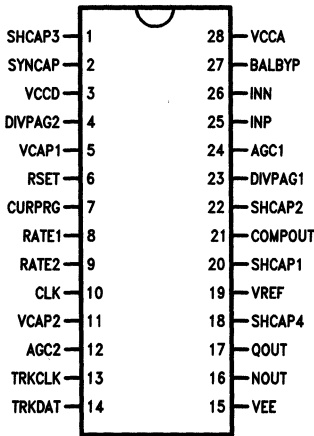 SHCAP3 1 28 VCCA
SYNCAP 2 27 BALBYP
VCCD 3 26 INN
DIVPAG2 4 25 INP
VCAP1 5 24 AGC1
RSET 6 23 DIVPAG1
CURPRG 7 22 SHCAP2
RATE1 8 21 COMPOUT
RATE2 9 20 SHCAP1
CLK 10 19 VREF
VCAP2 11 18 SHCAP4
AGC2 12 17 QOUT
TRKCLK 13 16 NOUT
TRKDAT 14 15 VEE